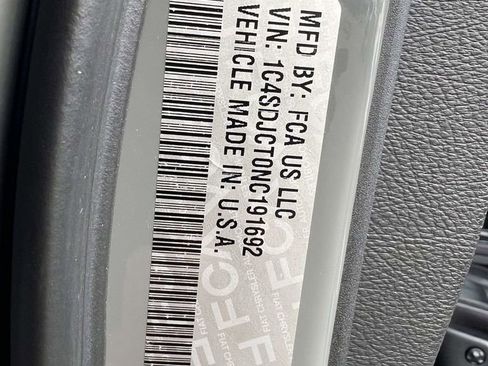 MFD BY: FCA US LLC
VIN: 1C4SDJCT0NC191692
VEHICLE MADE IN: U.S.A.